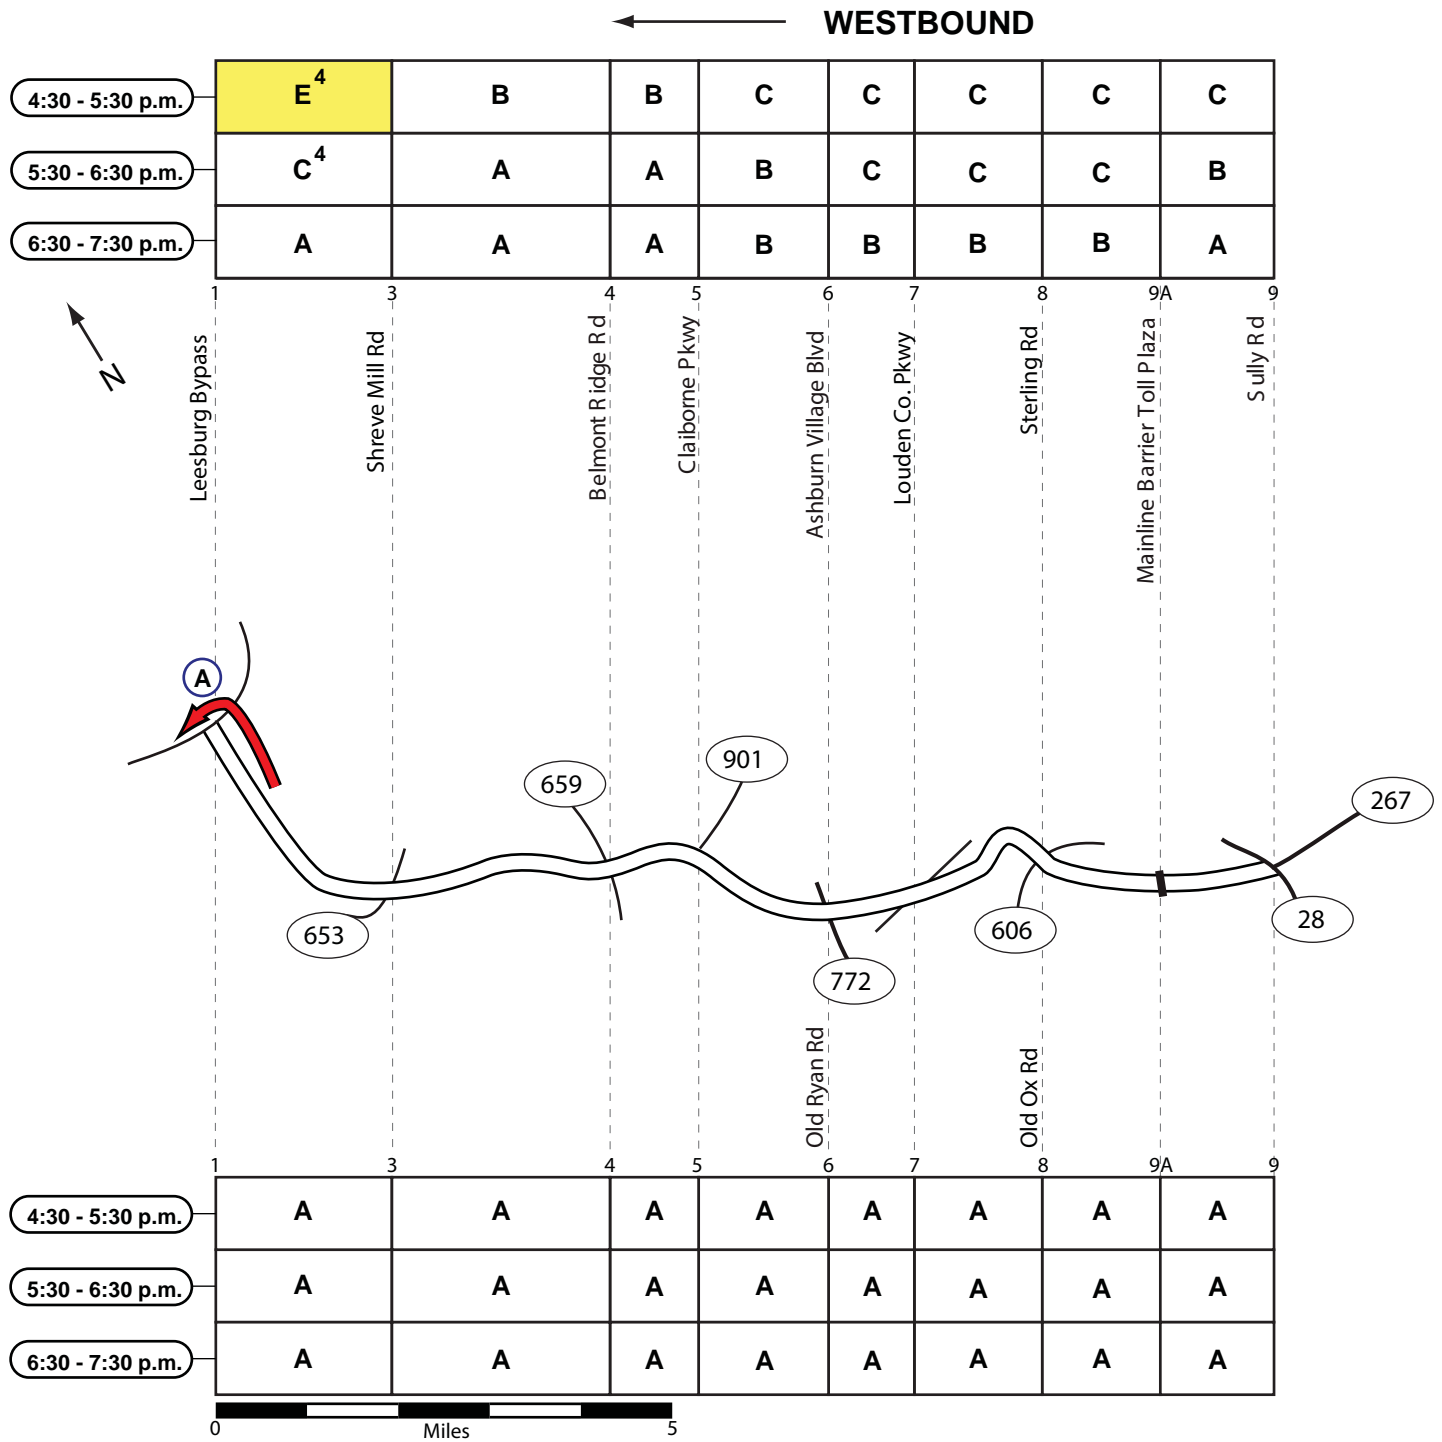 WESTBOUND
4:30 - 5:30 p.m. E 4 B B C C C C C
5:30 - 6:30 p.m. C 4 A A B C C C B
6:30 - 7:30 p.m. A A A B B B B A
1 3 4 5 6 7 8 9A 9
N
Leesburg Bypass
Shreve Mill Rd
Belmont Ridge Rd
Claiborne Pkwy
Ashburn Village Blvd
Louden Co. Pkwy
Sterling Rd
Mainline Barrier Toll Plaza
Sully Rd
A
659
901
267
653
772
606
28
Old Ryan Rd
Old Ox Rd
1 3 4 5 6 7 8 9A 9
4:30 - 5:30 p.m. A A A A A A A A
5:30 - 6:30 p.m. A A A A A A A A
6:30 - 7:30 p.m. A A A A A A A A
0 Miles 5